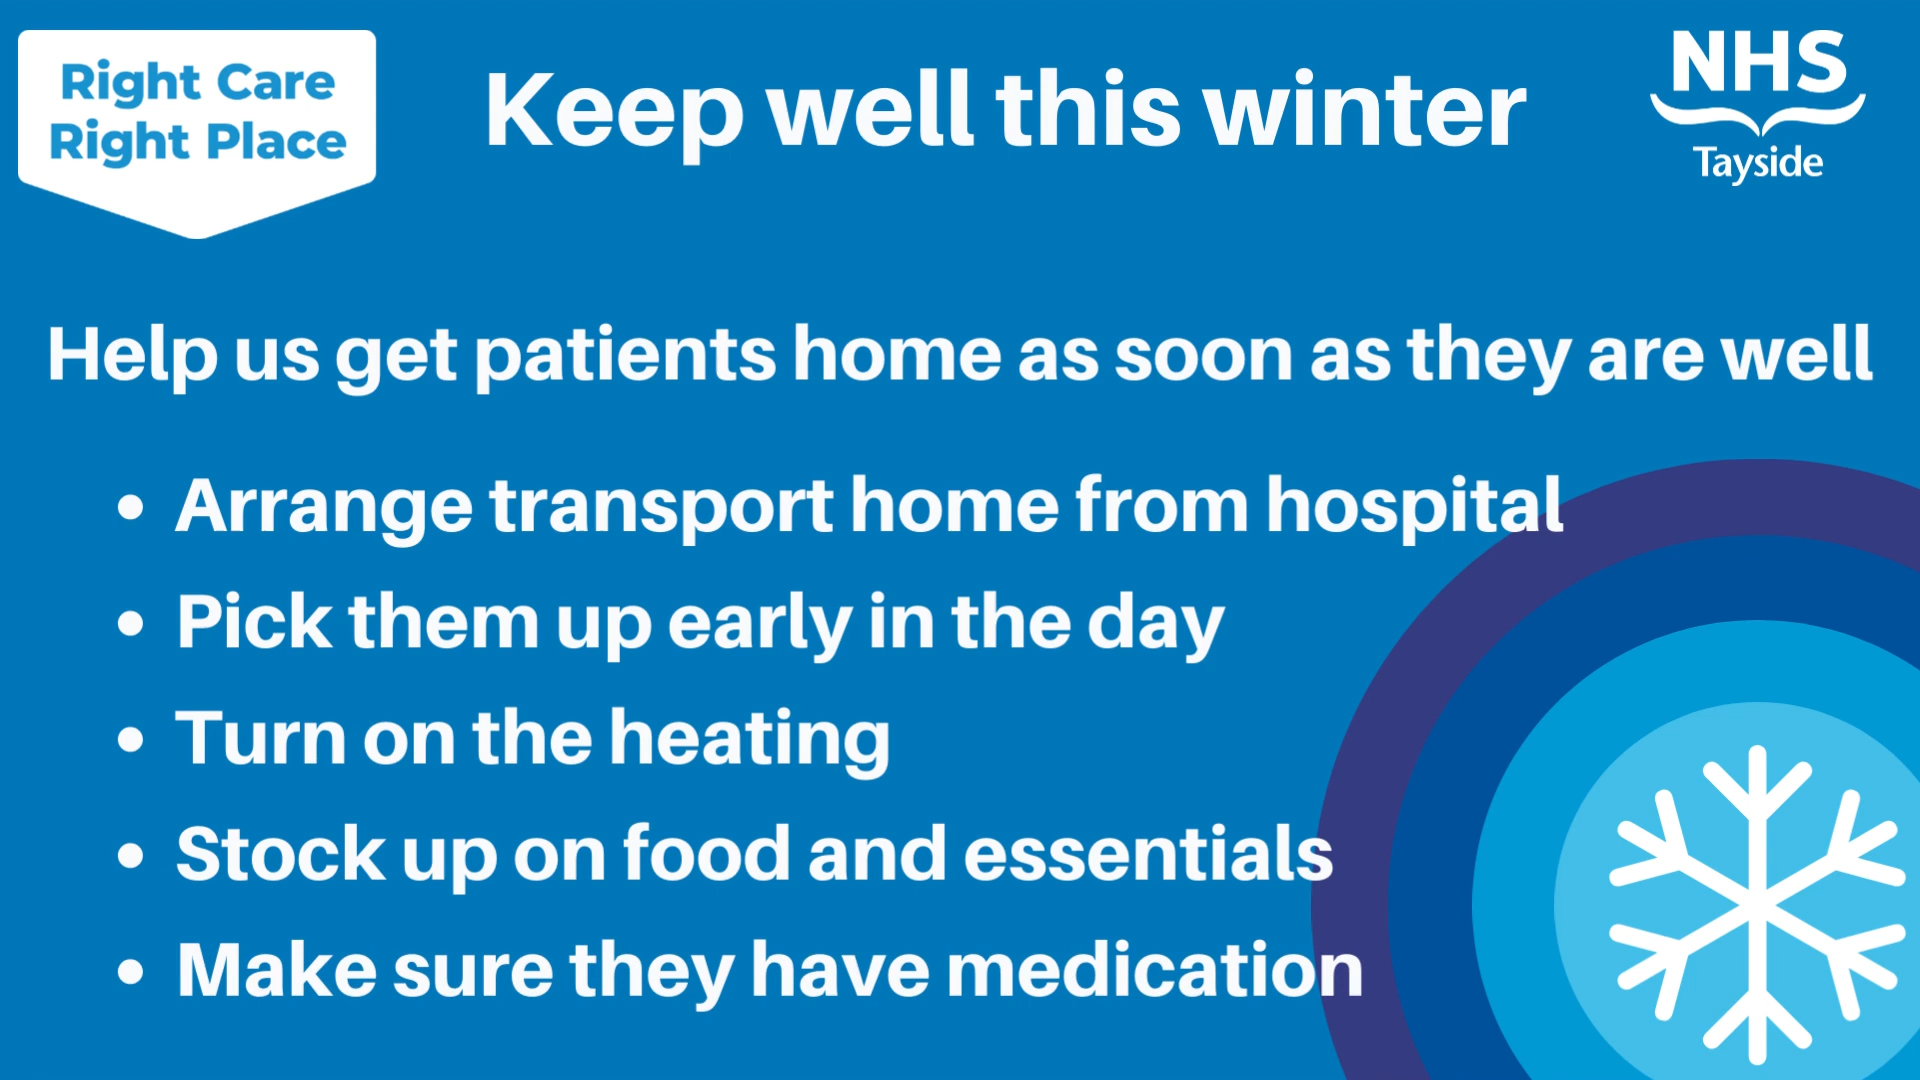 Right Care
Right Place
Keep well this winter
NHS
Tayside
Help us get patients home as soon as they are well
• Arrange transport home from hospital
• Pick them up early in the day
• Turn on the heating
• Stock up on food and essentials
• Make sure they have medication